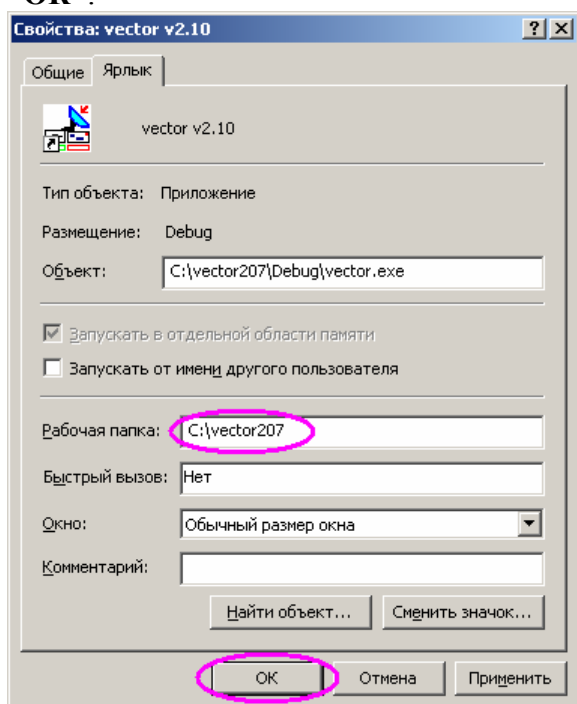 "OK".
Свойства: vector v2.10
Общие Ярлык
vector v2.10
Тип объекта: Приложение
Размещение: Debug
Объект: C:\vector207\Debug\vector.exe
Запускать в отдельной области памяти
Запускать от имени другого пользователя
Рабочая папка: C:\vector207
Быстрый вызов: Нет
Окно: Обычный размер окна
Комментарий:
Найти объект... Сменить значок...
OK Отмена Применить